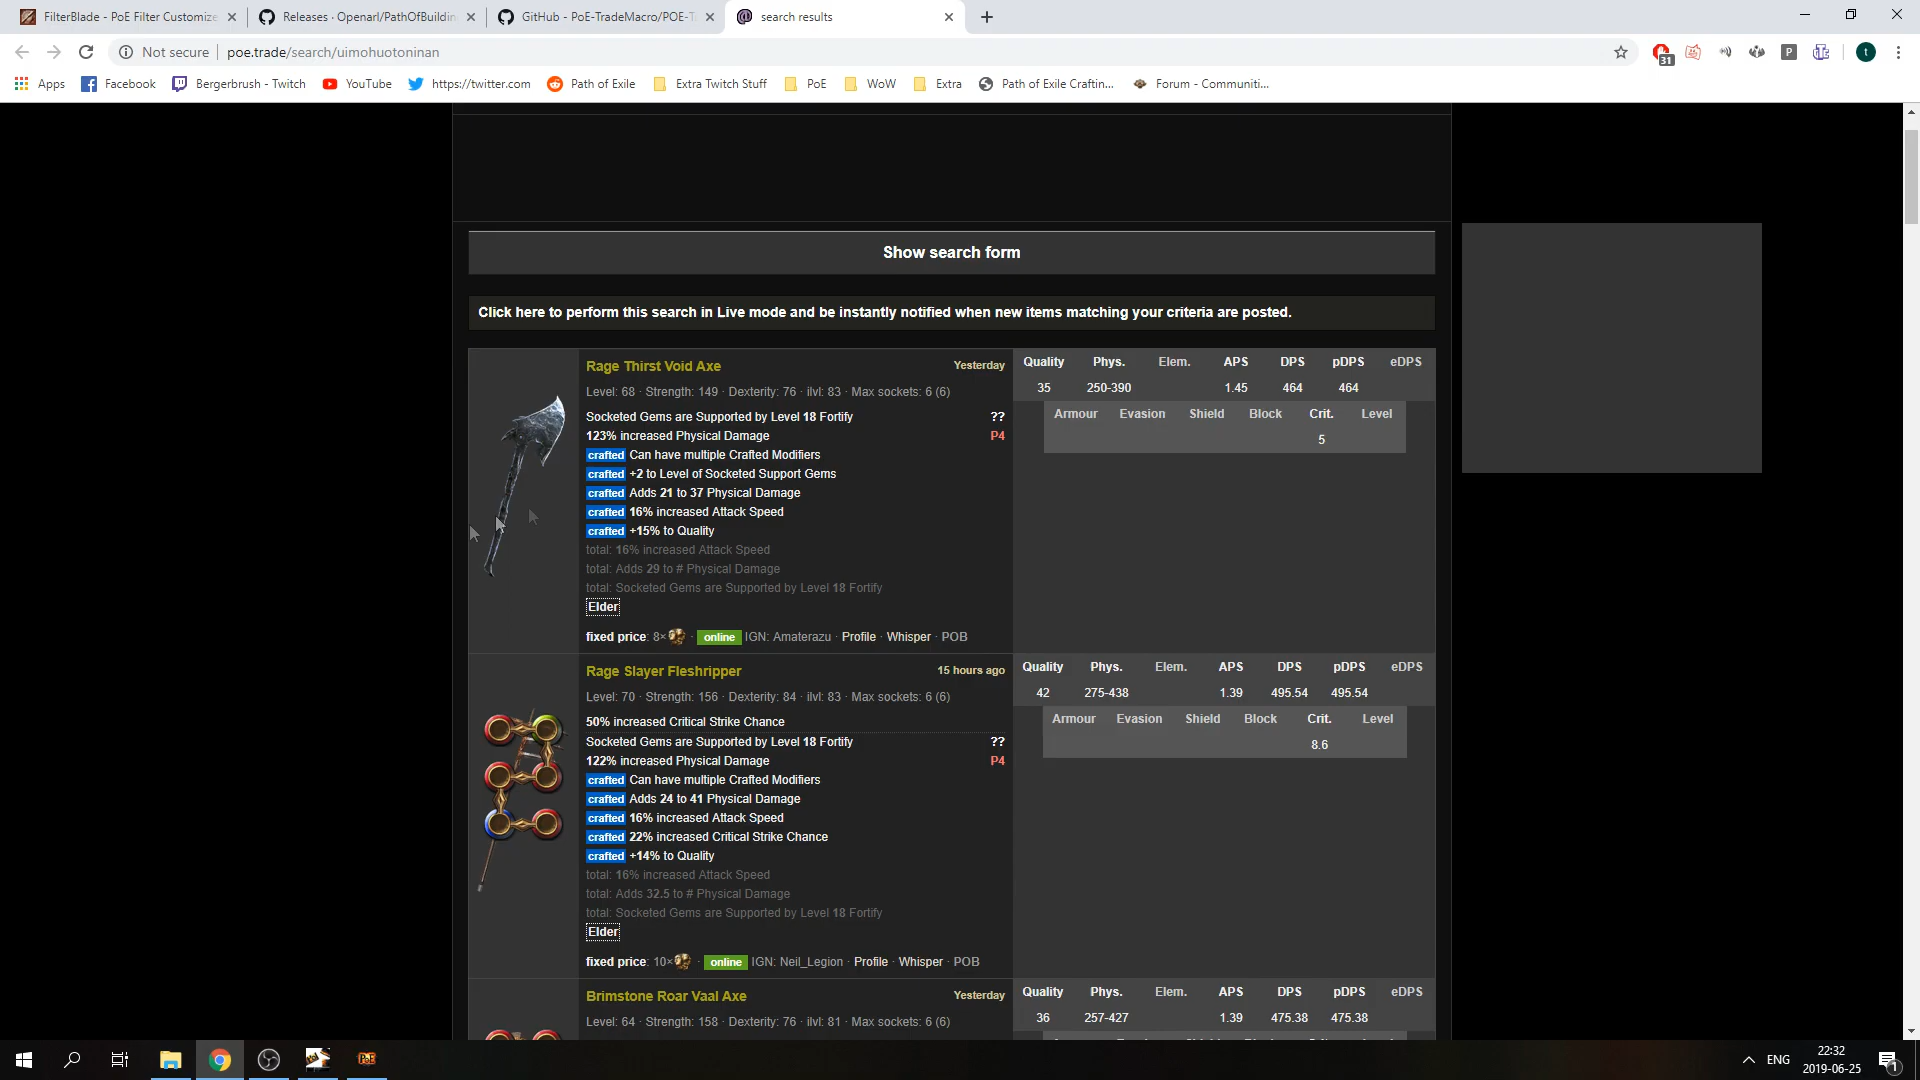 FilterBlade - PoE Filter Customize
Releases · Openarl/PathOfBuildin
GitHub - PoE-TradeMacro/POE-T
search results
Not secure
poe.trade/search/uimohuotoninan
31
P
t
Apps
Facebook
Bergerbrush - Twitch
YouTube
https://twitter.com
Path of Exile
Extra Twitch Stuff
PoE
WoW
Extra
Path of Exile Craftin...
Forum - Communiti...
Show search form
Click here to perform this search in Live mode and be instantly notified when new items matching your criteria are posted.
Rage Thirst Void Axe Yesterday
Level: 68 · Strength: 149 · Dexterity: 76 · ilvl: 83 · Max sockets: 6 (6)
Socketed Gems are Supported by Level 18 Fortify ??
123% increased Physical Damage P4
crafted Can have multiple Crafted Modifiers
crafted +2 to Level of Socketed Support Gems
crafted Adds 21 to 37 Physical Damage
crafted 16% increased Attack Speed
crafted +15% to Quality
total: 16% increased Attack Speed
total: Adds 29 to # Physical Damage
total: Socketed Gems are Supported by Level 18 Fortify
Elder
fixed price: 8× · online IGN: Amaterazu · Profile · Whisper · POB
Quality Phys. Elem. APS DPS pDPS eDPS
35 250-390 1.45 464 464
Armour Evasion Shield Block Crit. Level
5
Rage Slayer Fleshripper 15 hours ago
Level: 70 · Strength: 156 · Dexterity: 84 · ilvl: 83 · Max sockets: 6 (6)
50% increased Critical Strike Chance
Socketed Gems are Supported by Level 18 Fortify ??
122% increased Physical Damage P4
crafted Can have multiple Crafted Modifiers
crafted Adds 24 to 41 Physical Damage
crafted 16% increased Attack Speed
crafted 22% increased Critical Strike Chance
crafted +14% to Quality
total: 16% increased Attack Speed
total: Adds 32.5 to # Physical Damage
total: Socketed Gems are Supported by Level 18 Fortify
Elder
fixed price: 10× · online IGN: Neil_Legion · Profile · Whisper · POB
Quality Phys. Elem. APS DPS pDPS eDPS
42 275-438 1.39 495.54 495.54
Armour Evasion Shield Block Crit. Level
8.6
Brimstone Roar Vaal Axe Yesterday
Level: 64 · Strength: 158 · Dexterity: 76 · ilvl: 81 · Max sockets: 6 (6)
Quality Phys. Elem. APS DPS pDPS eDPS
36 257-427 1.39 475.38 475.38
PoE
ENG
22:32
2019-06-25
1